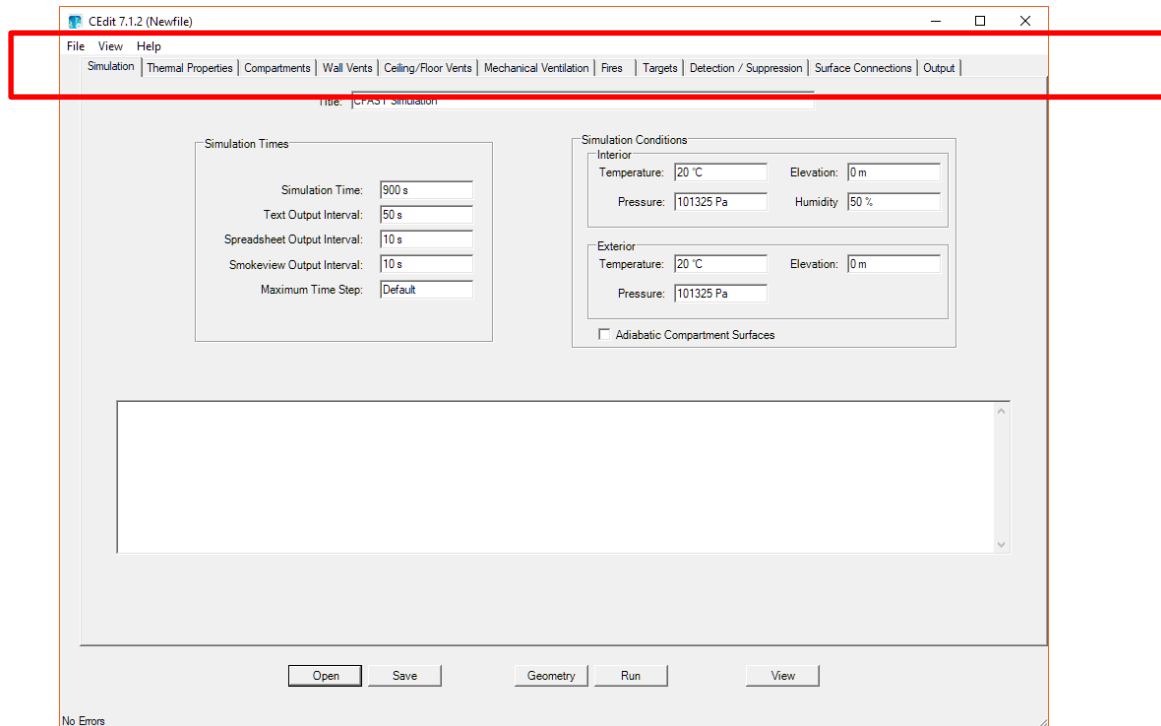 CEdit 7.1.2 (Newfile)
File View Help
Simulation Thermal Properties Compartments Wall Vents Ceiling/Floor Vents Mechanical Ventilation Fires Targets Detection / Suppression Surface Connections Output
Title: CFAST Simulation
Simulation Times
Simulation Time: 900 s
Text Output Interval: 50 s
Spreadsheet Output Interval: 10 s
Smokeview Output Interval: 10 s
Maximum Time Step: Default
Simulation Conditions
Interior
Temperature: 20 °C Elevation: 0 m
Pressure: 101325 Pa Humidity 50 %
Exterior
Temperature: 20 °C Elevation: 0 m
Pressure: 101325 Pa
Adiabatic Compartment Surfaces
Open Save Geometry Run View
No Errors